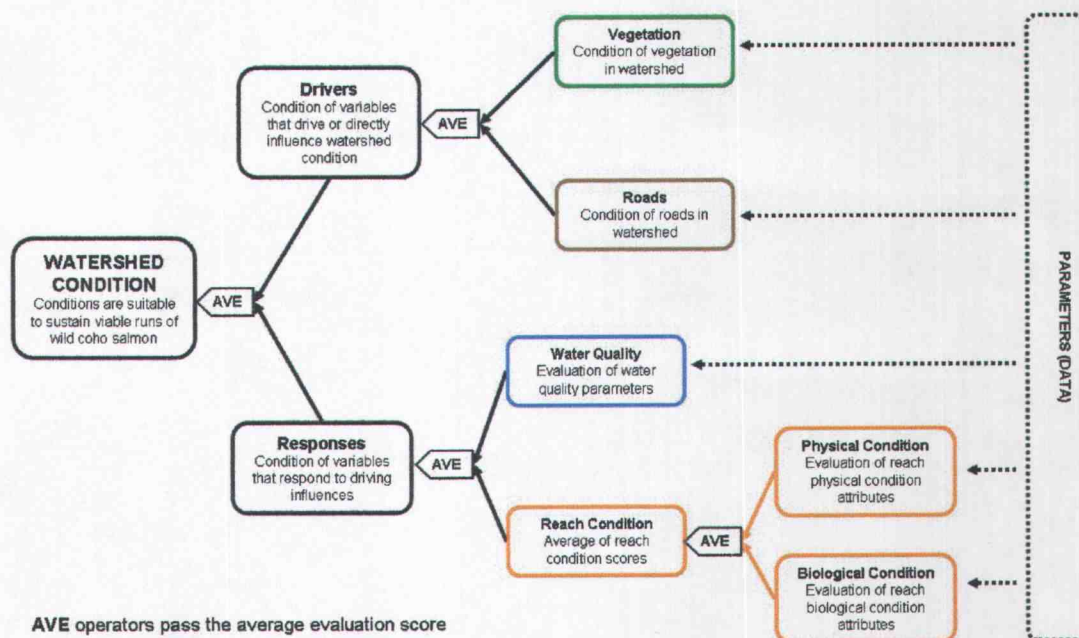 Vegetation
Condition of vegetation
in watershed
Drivers
Condition of variables
that drive or directly
influence watershed
condition
AVE
Roads
Condition of roads in
watershed
WATERSHED
CONDITION
Conditions are suitable
to sustain viable runs of
wild coho salmon
AVE
PARAMETERS (DATA)
Water Quality
Evaluation of water
quality parameters
Responses
Condition of variables
that respond to driving
influences
AVE
Physical Condition
Evaluation of reach
physical condition
attributes
Reach Condition
Average of reach
condition scores
AVE
Biological Condition
Evaluation of reach
biological condition
attributes
AVE operators pass the average evaluation score